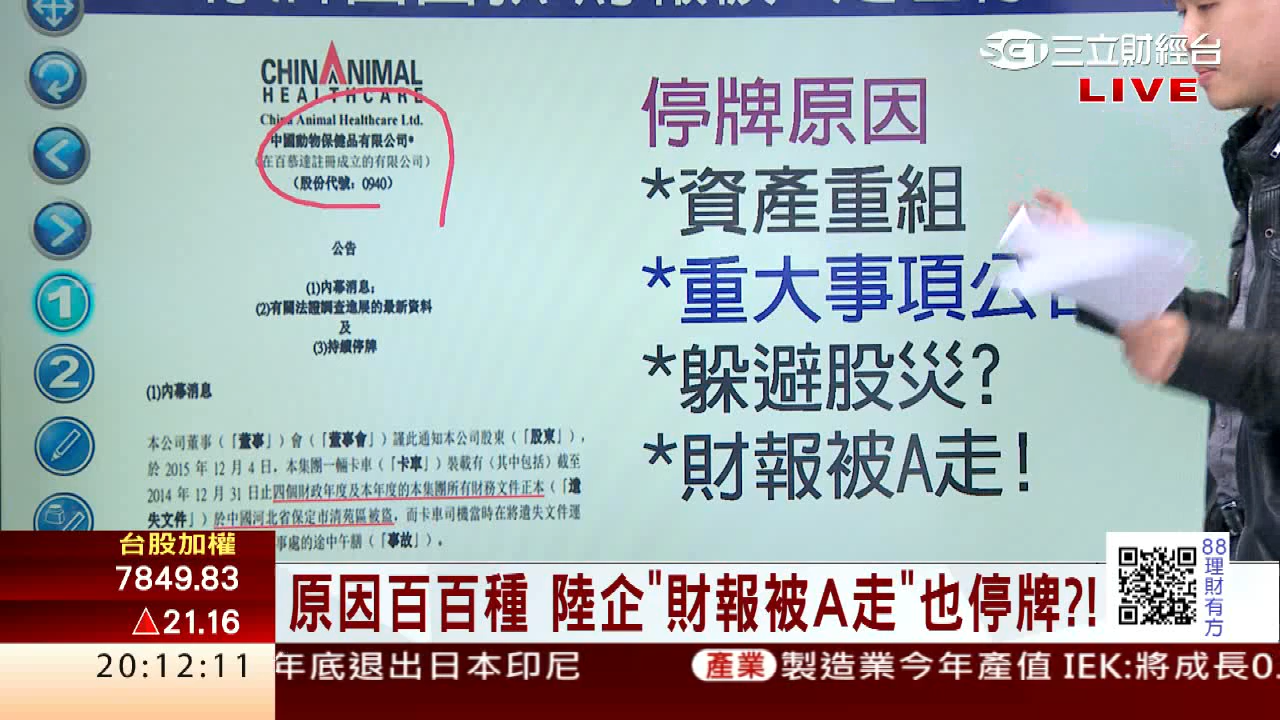 CHINANIMAL
HEALTHCARE
China Animal Healthcare Ltd.
中國動物保健品有限公司*
(在百慕達註冊成立的有限公司)
(股份代號：0940)
公告
(1)內幕消息；
(2)有關法證調查進展的最新資料
及
(3)持續停牌
(1)內幕消息
本公司董事（「董事」）會（「董事會」）謹此通知本公司股東（「股東」），
於 2015 年 12 月 4 日，本集團一輛卡車（「卡車」）裝載有（其中包括）截至
2014 年 12 月 31 日止四個財政年度及本年度的本集團所有財務文件正本（「遺
失文件」）於中國河北省保定市清苑區被盜，而卡車司機當時在將遺失文件運
事處的途中午膳（「事故」）。
停牌原因
*資產重組
*重大事項公告
*躲避股災?
*財報被A走!
SET三立財經台
LIVE
台股加權
7849.83
△21.16
20:12:11
原因百百種 陸企"財報被A走"也停牌?!
88理財有方
年底退出日本印尼
產業 製造業今年產值 IEK:將成長0.
1
2